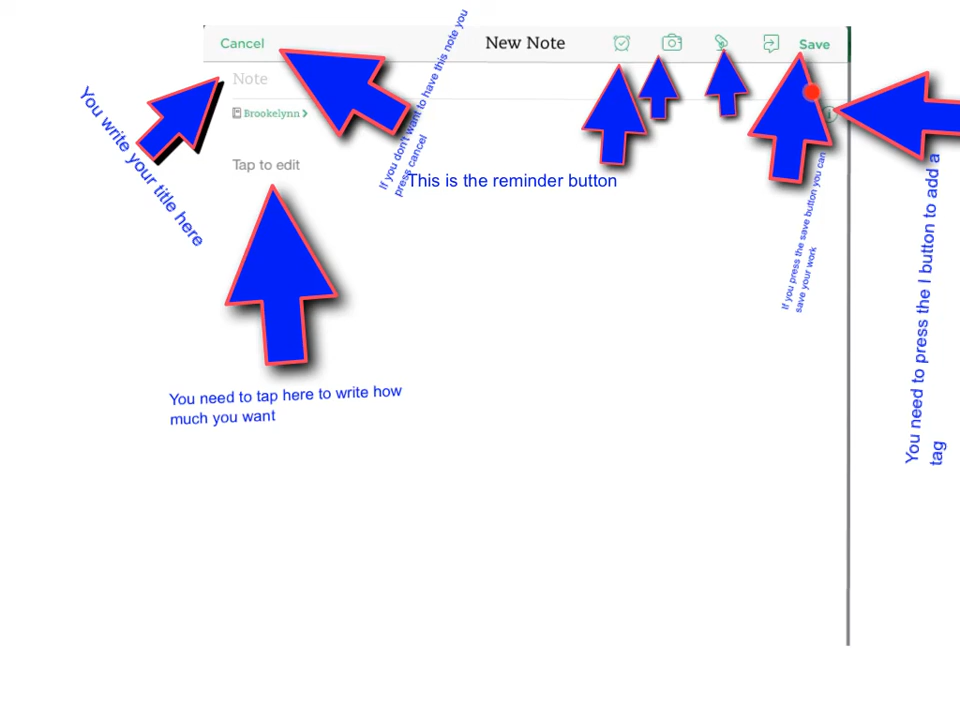 Cancel
New Note
Save
Note
Brookelynn
Tap to edit
You write your title here
If you don't want to have this note you
press cancel
This is the reminder button
If you press the save button you can
save your work
You need to press the I button to add a
tag
You need to tap here to write how
much you want